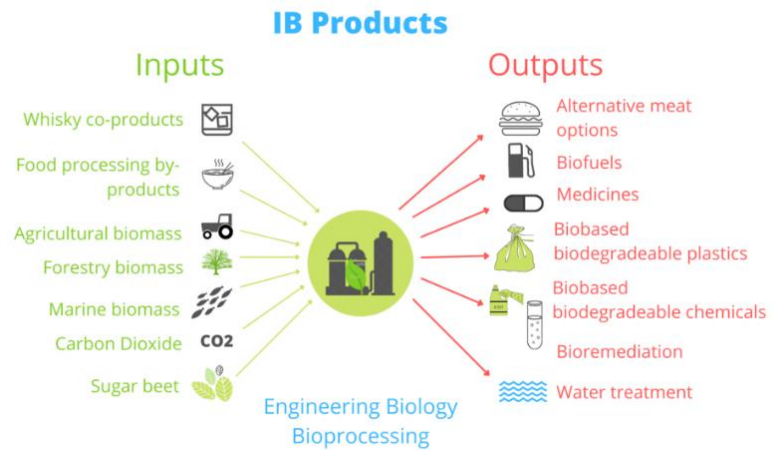 IB Products
Inputs
Outputs
Whisky co-products
Food processing by-
products
Agricultural biomass
Forestry biomass
Marine biomass
Carbon Dioxide
CO2
Sugar beet
Alternative meat
options
Biofuels
Medicines
Biobased
biodegradeable plastics
Biobased
biodegradeable chemicals
Bioremediation
Water treatment
Engineering Biology
Bioprocessing